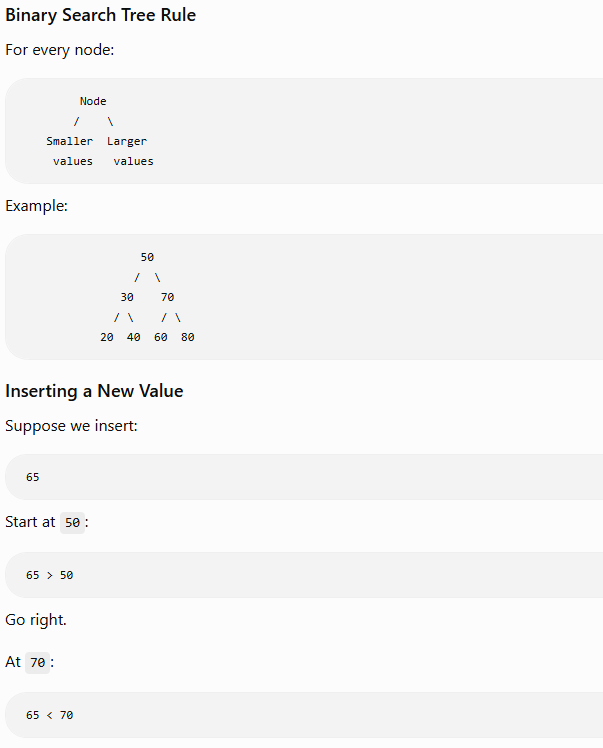 Binary Search Tree Rule
For every node:
Node
/ \
Smaller Larger
values values
Example:
50
/ \
30 70
/ \ / \
20 40 60 80
Inserting a New Value
Suppose we insert:
65
Start at 50:
65 > 50
Go right.
At 70:
65 < 70